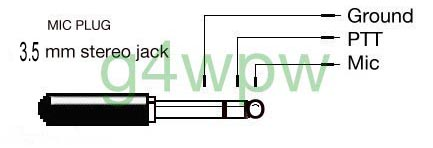 MIC PLUG
3.5 mm stereo jack
Ground
PTT
Mic
g4wpw